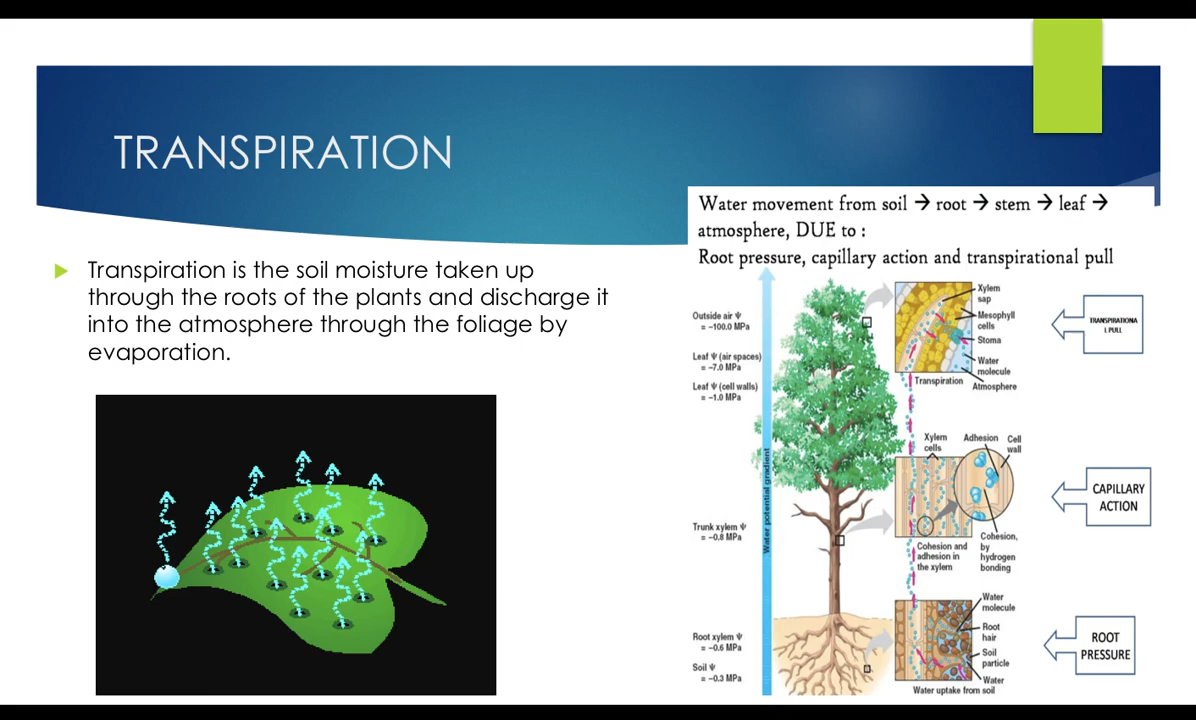 TRANSPIRATION
Transpiration is the soil moisture taken up
through the roots of the plants and discharge it
into the atmosphere through the foliage by
evaporation.
Water movement from soil → root → stem → leaf →
atmosphere, DUE to :
Root pressure, capillary action and transpirational pull
Outside air Ψ
= –100.0 MPa
Leaf Ψ (air spaces)
= –7.0 MPa
Leaf Ψ (cell walls)
= –1.0 MPa
Trunk xylem Ψ
= –0.8 MPa
Root xylem Ψ
= –0.6 MPa
Soil Ψ
= –0.3 MPa
Water potential gradient
Xylem
sap
Mesophyll
cells
Stoma
Water
molecule
Atmosphere
Transpiration
Xylem
cells
Adhesion
Cell
wall
Cohesion,
by
hydrogen
bonding
Cohesion and
adhesion in
the xylem
Water
molecule
Root
hair
Soil
particle
Water
Water uptake from soil
TRANSPIRATIONA
L PULL
CAPILLARY
ACTION
ROOT
PRESSURE